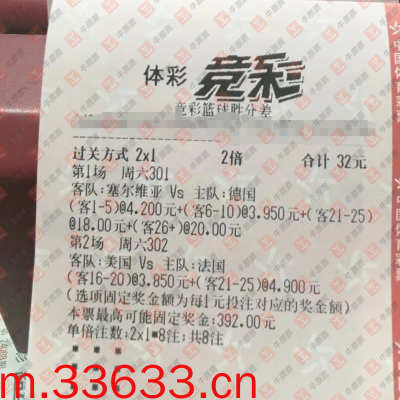 体彩 竞彩
竞彩篮球胜分差
过关方式 2x1 2倍 合计 32元
第1场 周六301
客队:塞尔维亚 Vs 主队:德国
(客1-5)@4.200元+(客6-10)@3.950元+(客21-25)
@18.00元+(客26+)@20.00元
第2场 周六302
客队:美国 Vs 主队:法国
(客16-20)@3.850元+(客21-25)@4.900元
(选项固定奖金额为每1元投注对应的奖金额)
本票最高可能固定奖金:392.00元
单倍注数:2x1*8注;共8注
m.33633.cn
中国体育彩票